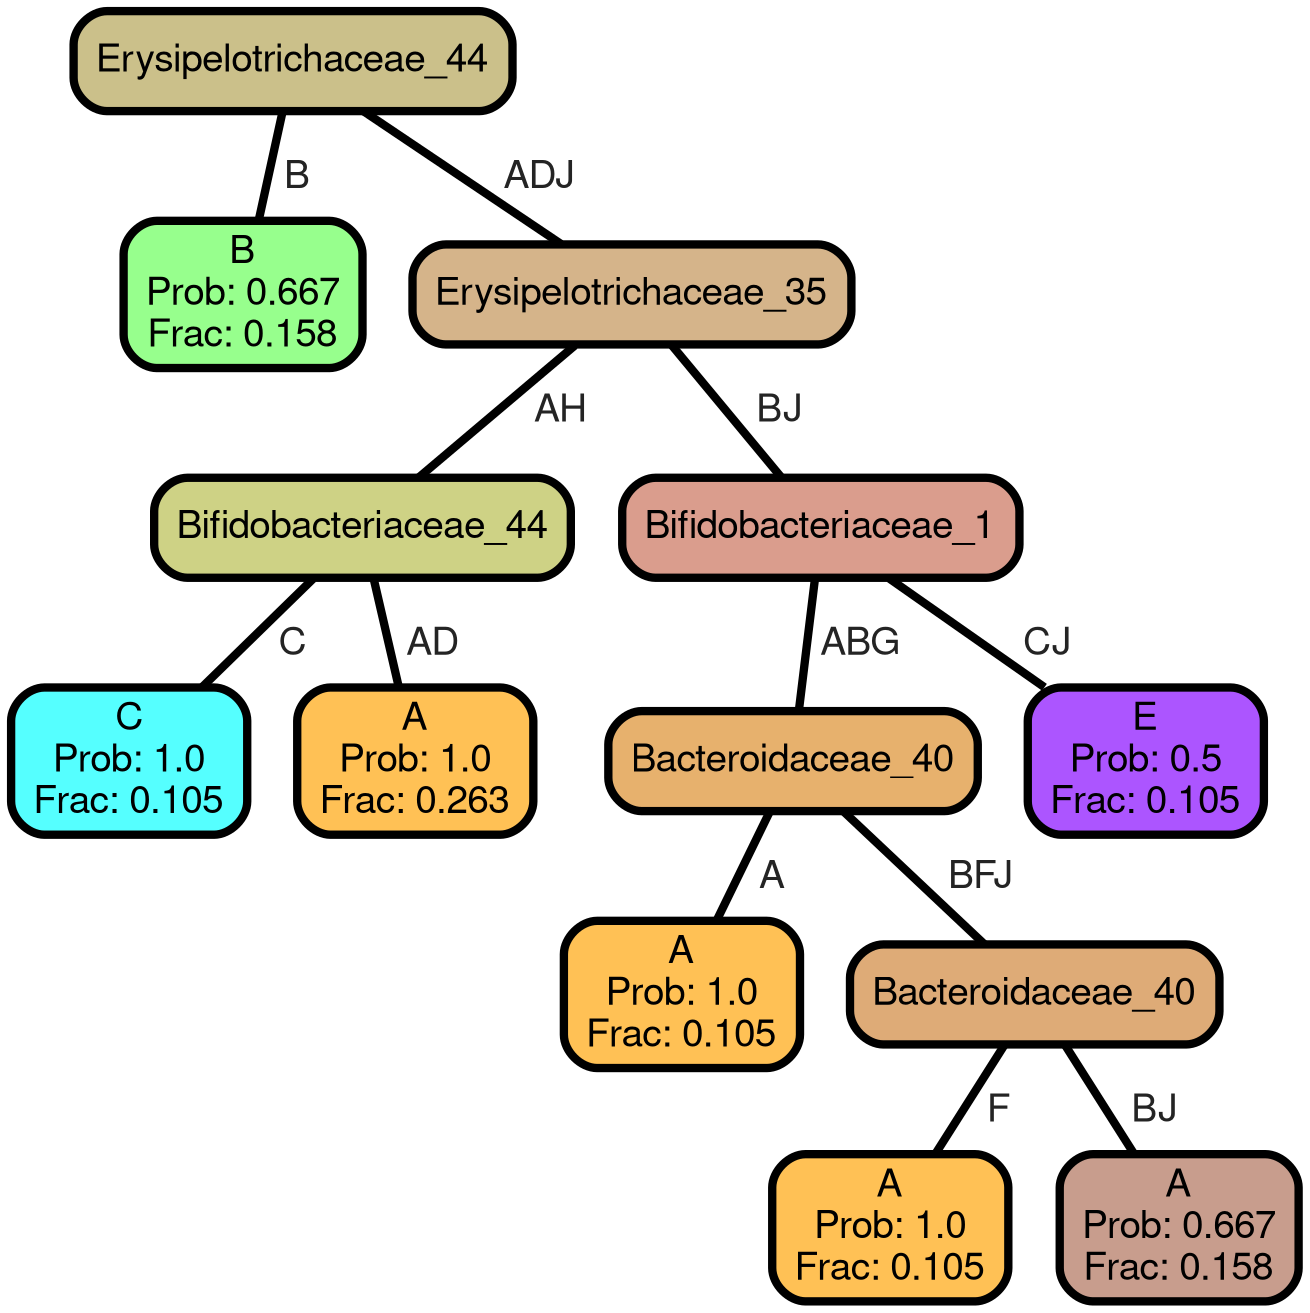 Erysipelotrichaceae_44
B
ADJ
B
Prob: 0.667
Frac: 0.158
Erysipelotrichaceae_35
AH
BJ
Bifidobacteriaceae_44
Bifidobacteriaceae_1
C
AD
ABG
CJ
C
Prob: 1.0
Frac: 0.105
A
Prob: 1.0
Frac: 0.263
Bacteroidaceae_40
E
Prob: 0.5
Frac: 0.105
A
BFJ
A
Prob: 1.0
Frac: 0.105
Bacteroidaceae_40
F
BJ
A
Prob: 1.0
Frac: 0.105
A
Prob: 0.667
Frac: 0.158